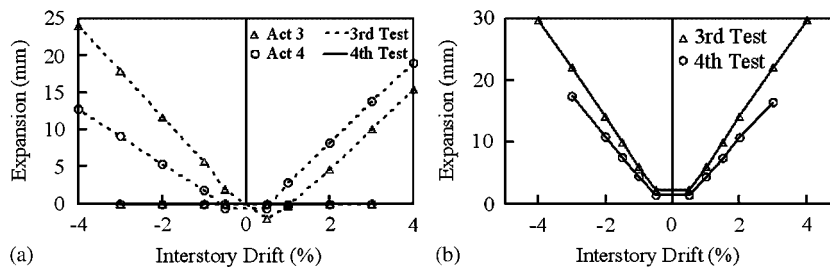 25
20
15
10
5
0
-5
Expansion (mm)
Act 3
Act 4
3rd Test
4th Test
-4
-2
0
2
4
Interstory Drift (%)
(a)
30
20
10
0
Expansion (mm)
3rd Test
4th Test
-4
-2
0
2
4
Interstory Drift (%)
(b)